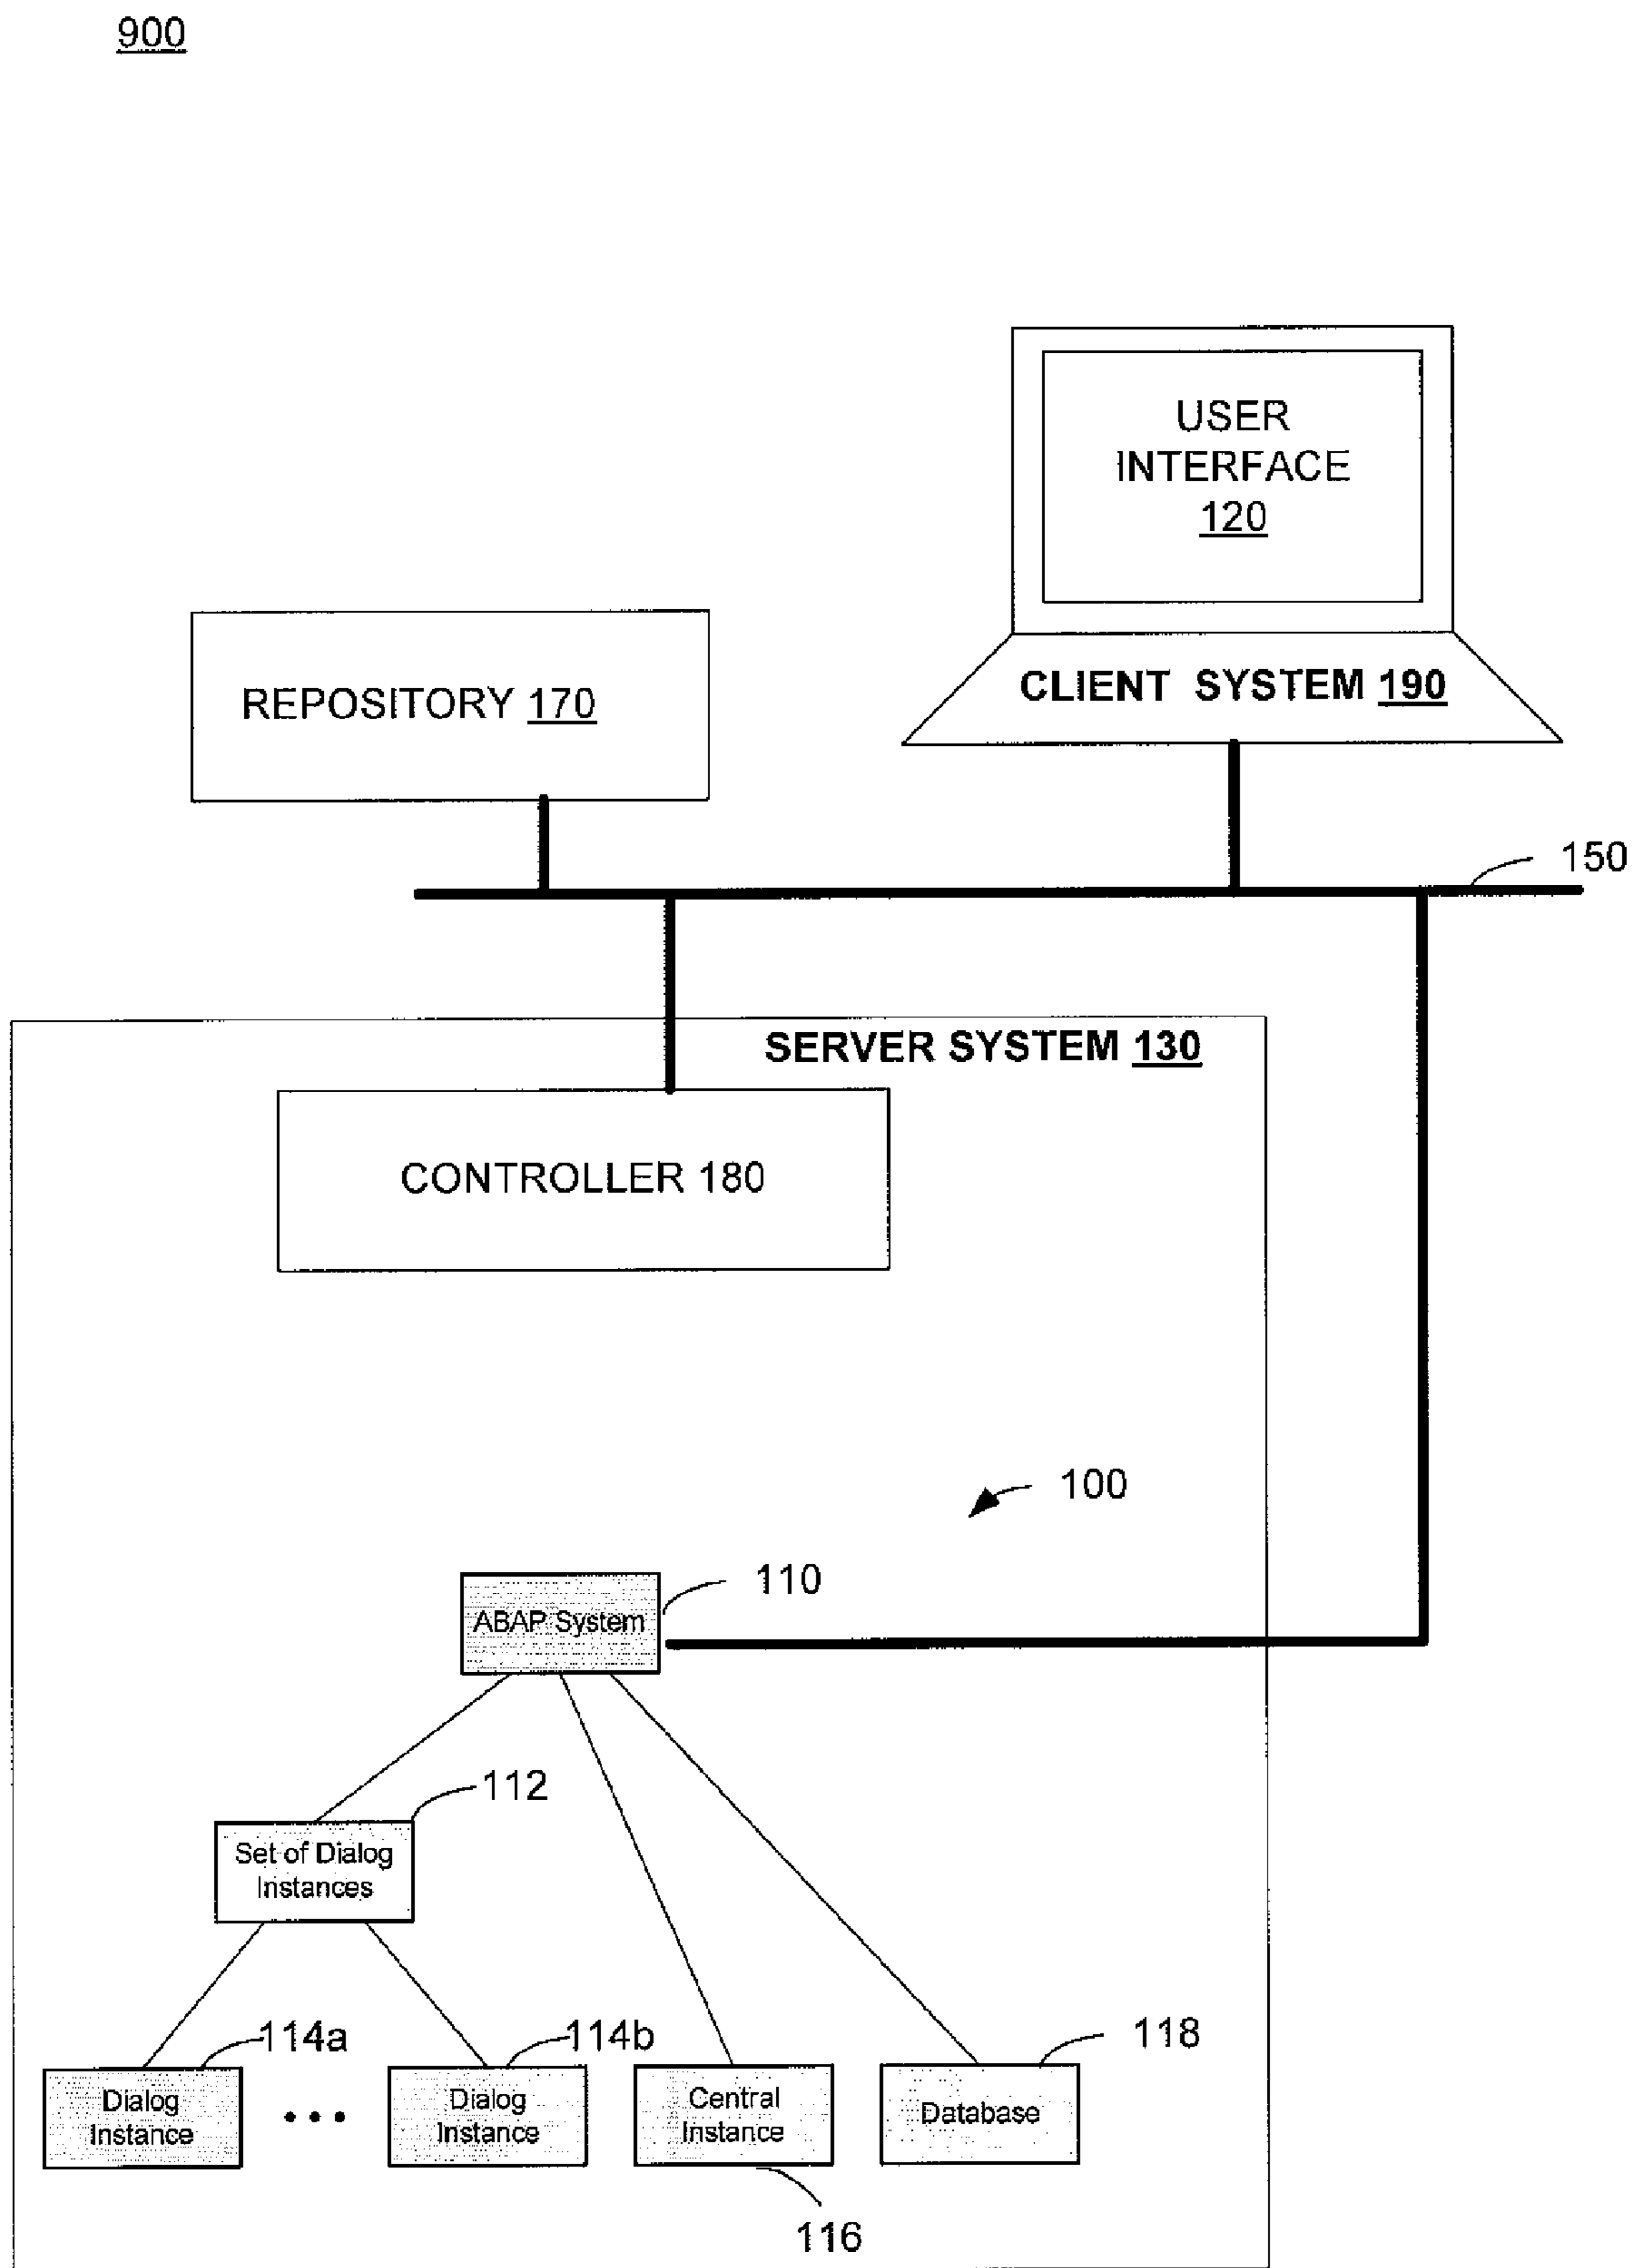 900
USER
INTERFACE
120
REPOSITORY 170
CLIENT SYSTEM 190
150
SERVER SYSTEM 130
CONTROLLER 180
100
110
ABAP System
112
Set of Dialog
Instances
114a
114b
118
Dialog
Instance
Dialog
Instance
Central
Instance
Database
116